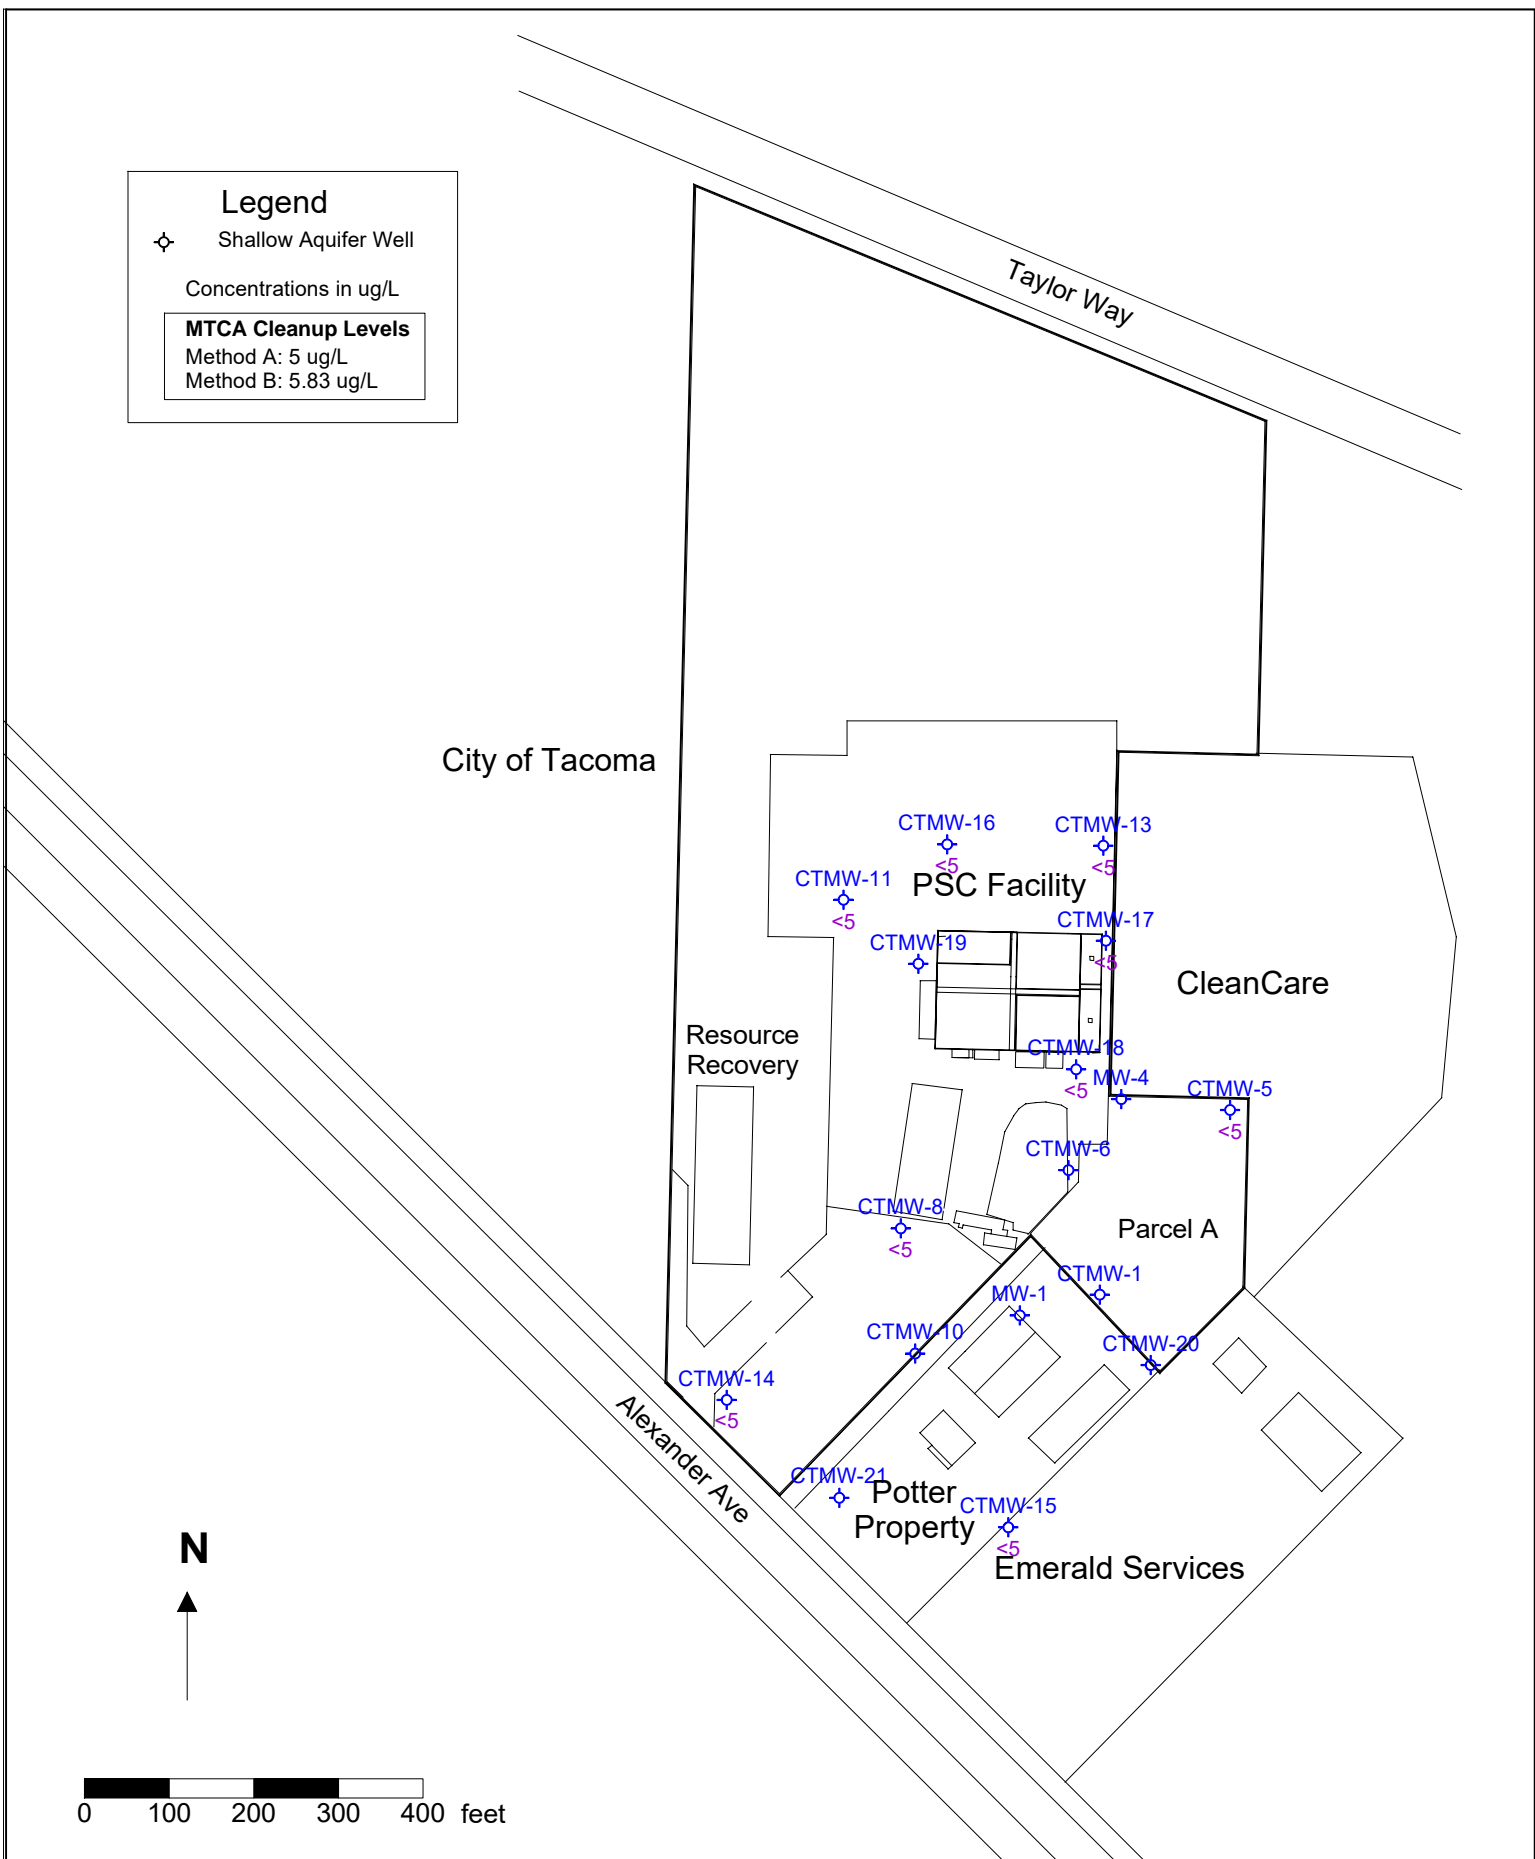 Legend
Shallow Aquifer Well
Concentrations in ug/L
MTCA Cleanup Levels
Method A: 5 ug/L
Method B: 5.83 ug/L
Taylor Way
City of Tacoma
CTMW-16
<5
CTMW-13
<5
CTMW-11
<5
PSC Facility
CTMW-17
<5
CTMW-19
CleanCare
Resource
Recovery
CTMW-18
<5
MW-4
CTMW-5
<5
CTMW-6
CTMW-8
<5
Parcel A
CTMW-1
MW-1
CTMW-10
CTMW-20
CTMW-14
<5
Alexander Ave
CTMW-21
Potter
Property
CTMW-15
<5
Emerald Services
N
0 100 200 300 400 feet